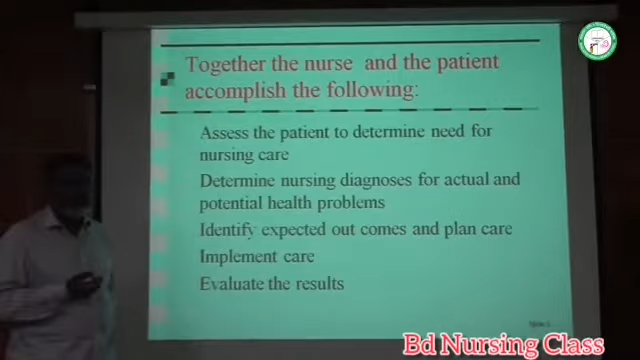 Together the nurse and the patient
accomplish the following:
Assess the patient to determine need for
nursing care
Determine nursing diagnoses for actual and
potential health problems
Identify expected out comes and plan care
Implement care
Evaluate the results
Bd Nursing Class